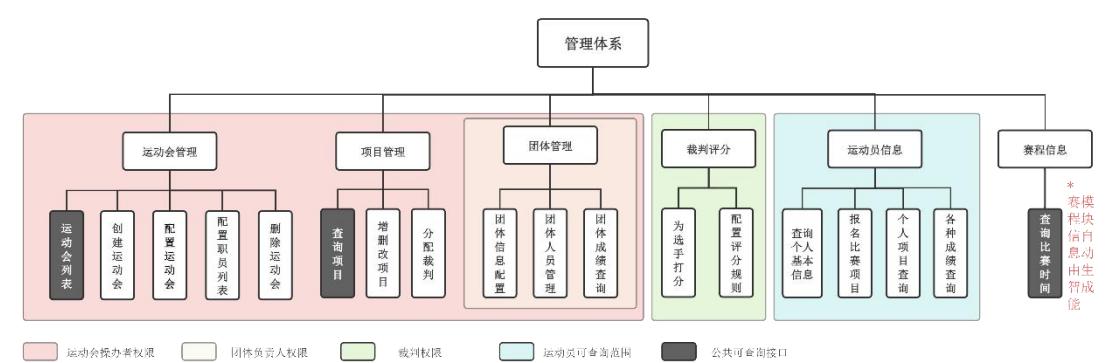 管理体系
运动会管理
项目管理
团体管理
裁判评分
运动员信息
赛程信息
运动会列表
创建运动会
配置运动会
配置职员列表
删除运动会
查询项目
增删改项目
分配裁判
团体信息配置
团体人员管理
团体成绩查询
为选手打分
配置评分规则
查询个人基本信息
报名比赛项目
个人项目查询
各种成绩查询
查询比赛时间
*
赛程信息由智能
模块自动生成
运动会操办者权限
团体负责人权限
裁判权限
运动员可查询范围
公共可查询接口